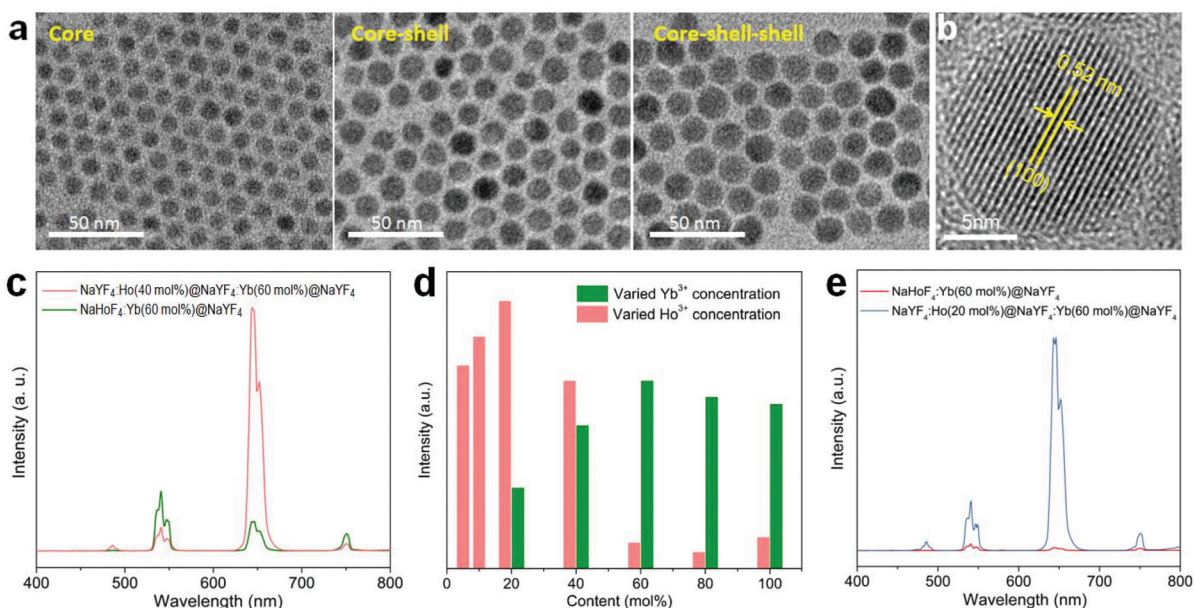 a
Core
Core-shell
Core-shell-shell
50 nm
50 nm
50 nm
b
0.52 nm
(100)
5nm
c
NaYF₄:Ho(40 mol%)@NaYF₄:Yb(60 mol%)@NaYF₄
NaHoF₄:Yb(60 mol%)@NaYF₄
Intensity (a. u.)
400 500 600 700 800
Wavelength (nm)
d
Varied Yb³⁺ concentration
Varied Ho³⁺ concentration
Intensity (a.u.)
0 20 40 60 80 100
Content (mol%)
e
NaHoF₄:Yb(60 mol%)@NaYF₄
NaYF₄:Ho(20 mol%)@NaYF₄:Yb(60 mol%)@NaYF₄
Intensity (a.u.)
400 500 600 700 800
Wavelength (nm)